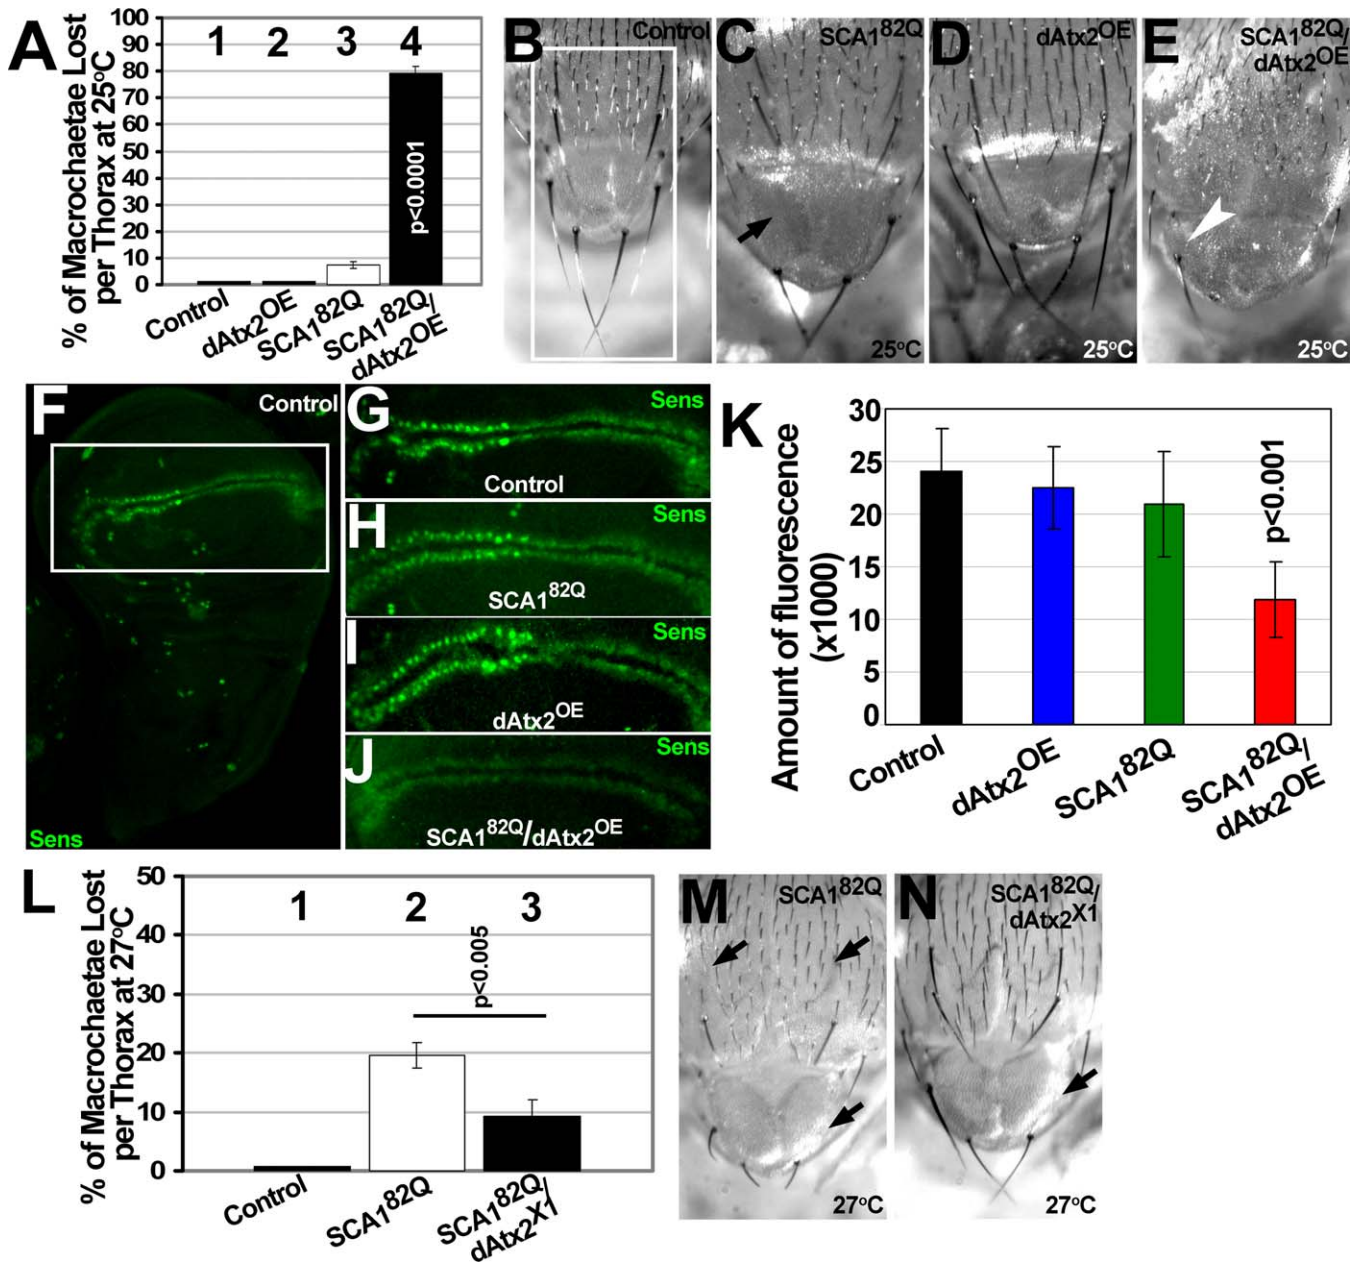 A
% of Macrochaetae Lost
per Thorax at 25°C
100
90
80
70
60
50
40
30
20
10
0
1 2 3 4
p<0.0001
Control
dAtx2OE
SCA182Q
SCA182Q/
dAtx2OE
B
Control
C
SCA182Q
25°C
D
dAtx2OE
25°C
E
SCA182Q/
dAtx2OE
25°C
F
Control
Sens
G
Sens
Control
H
Sens
SCA182Q
I
Sens
dAtx2OE
J
Sens
SCA182Q/dAtx2OE
K
Amount of fluorescence
(x1000)
30
25
20
15
10
5
0
p<0.001
Control
dAtx2OE
SCA182Q
SCA182Q/
dAtx2OE
L
% of Macrochaetae Lost
per Thorax at 27°C
50
40
30
20
10
0
1 2 3
p<0.005
Control
SCA182Q
SCA182Q/
dAtx2X1
M
SCA182Q
27°C
N
SCA182Q/
dAtx2X1
27°C